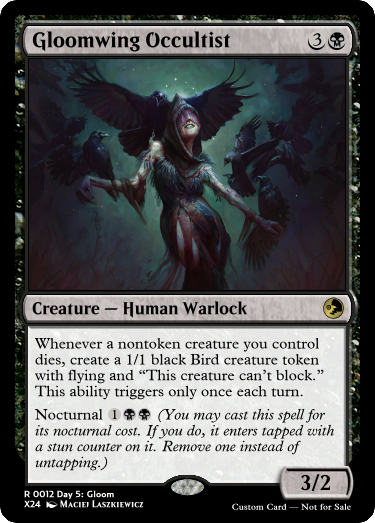 Gloomwing Occultist 3
Creature — Human Warlock
Whenever a nontoken creature you control
dies, create a 1/1 black Bird creature token
with flying and “This creature can’t block.”
This ability triggers only once each turn.
Nocturnal 1 (You may cast this spell for
its nocturnal cost. If you do, it enters tapped with
a stun counter on it. Remove one instead of
untapping.)
3/2
R 0012 Day 5: Gloom
X24 Maciej Laszkiewicz
Custom Card — Not for Sale